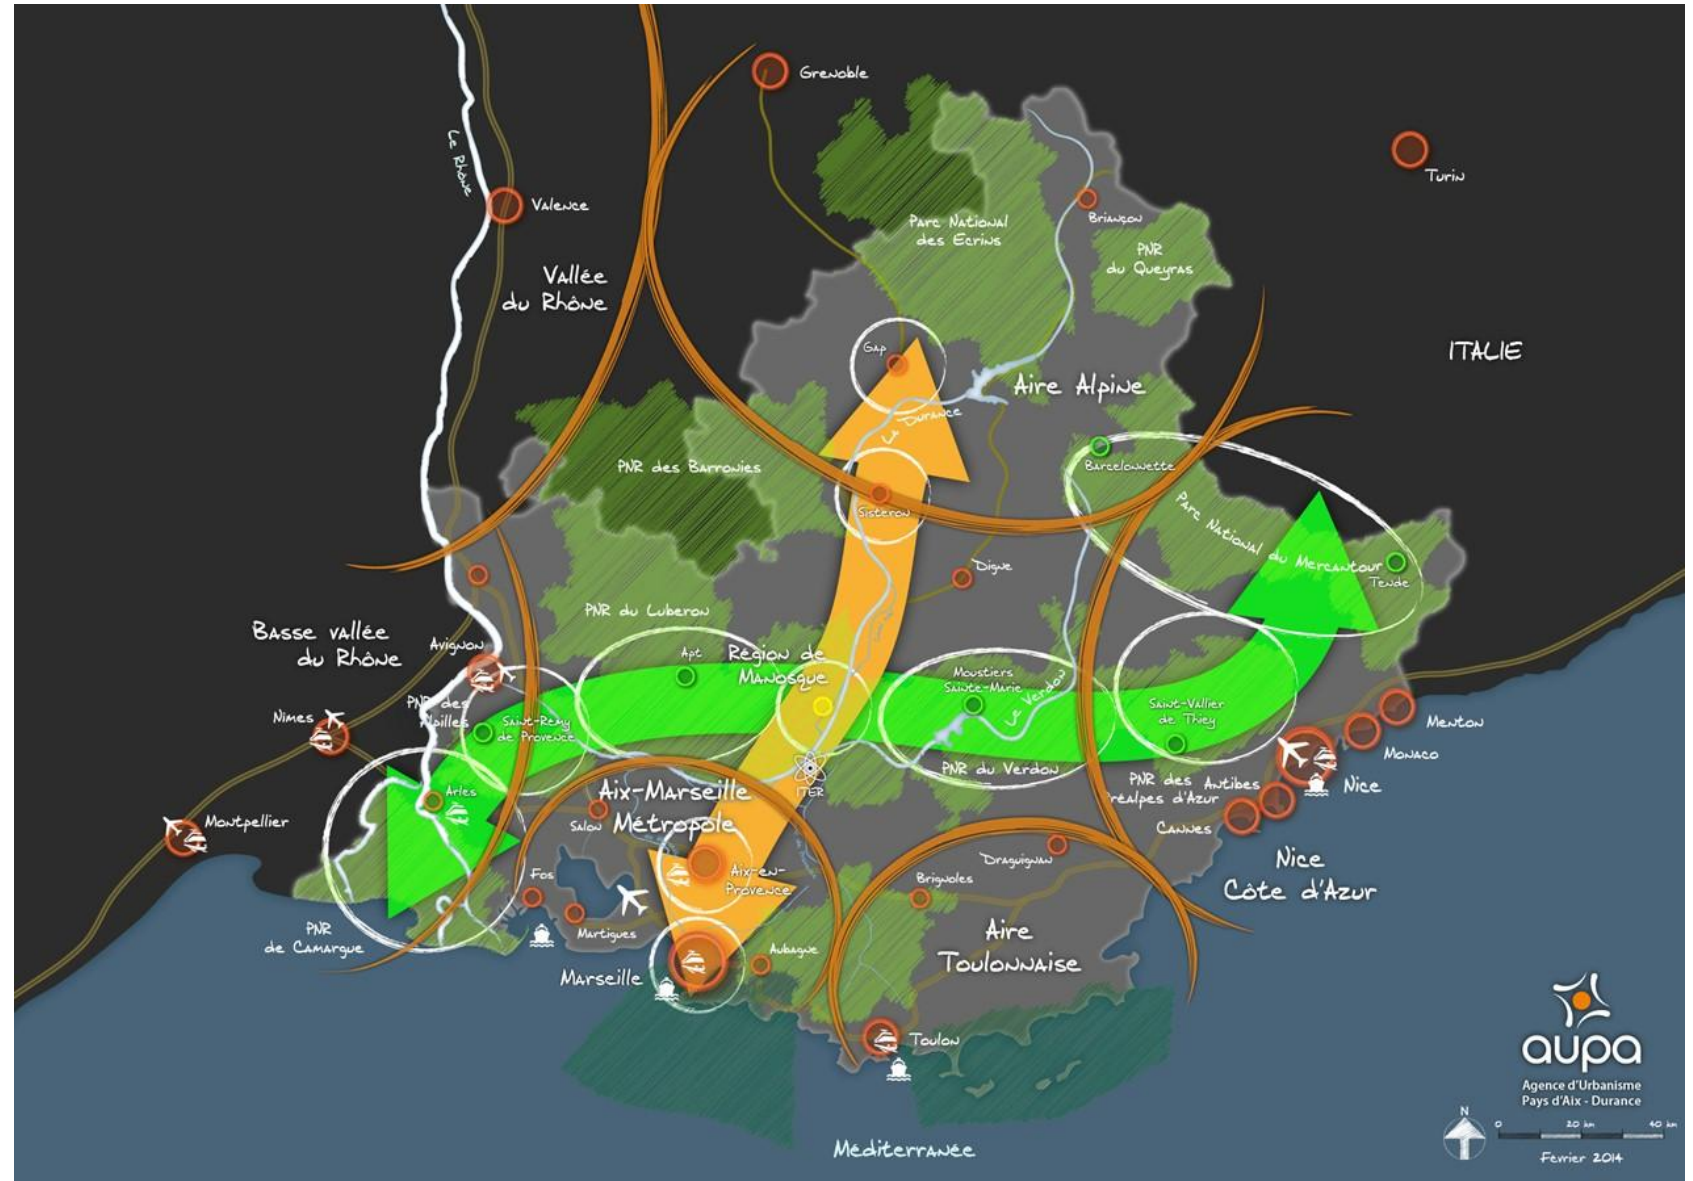 Grenoble
Turin
Le Rhône
Valence
Briançon
Parc National
des Ecrins
PNR
du Queyras
Vallée
du Rhône
ITALIE
Gap
Aire Alpine
La Durance
Barcelonnette
PNR des Barronies
Sisteron
Parc National du Mercantour
Digne
Tende
PNR du Luberon
Basse vallée
du Rhône
Avignon
Apt
Région de
Manosque
Moustiers
Sainte-Marie
Le Verdon
PNR des
Alpilles
Saint-Rémy
de Provence
Saint-Vallier
de Thiey
Nimes
Menton
Monaco
PNR du Verdon
PNR des
Préalpes d'Azur
Antibes
Nice
ITER
Arles
Aix-Marseille
Métropole
Salon
Montpellier
Cannes
Draguignan
Nice
Côte d'Azur
Fos
Aix-en-
Provence
Brignoles
PNR
de Camargue
Martigues
Aubagne
Aire
Toulonnaise
Marseille
Toulon
Méditerranée
aupa
Agence d'Urbanisme
Pays d'Aix - Durance
N
0 20 km 40 km
Février 2014